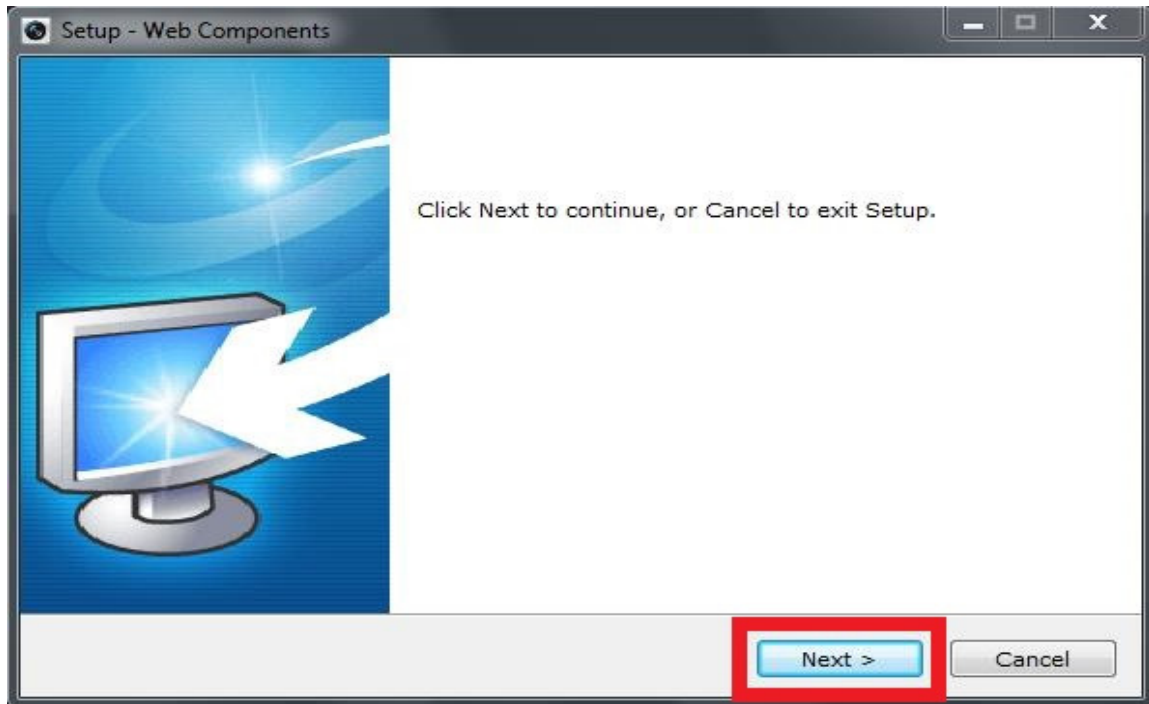 Setup - Web Components
Click Next to continue, or Cancel to exit Setup.
Next >
Cancel